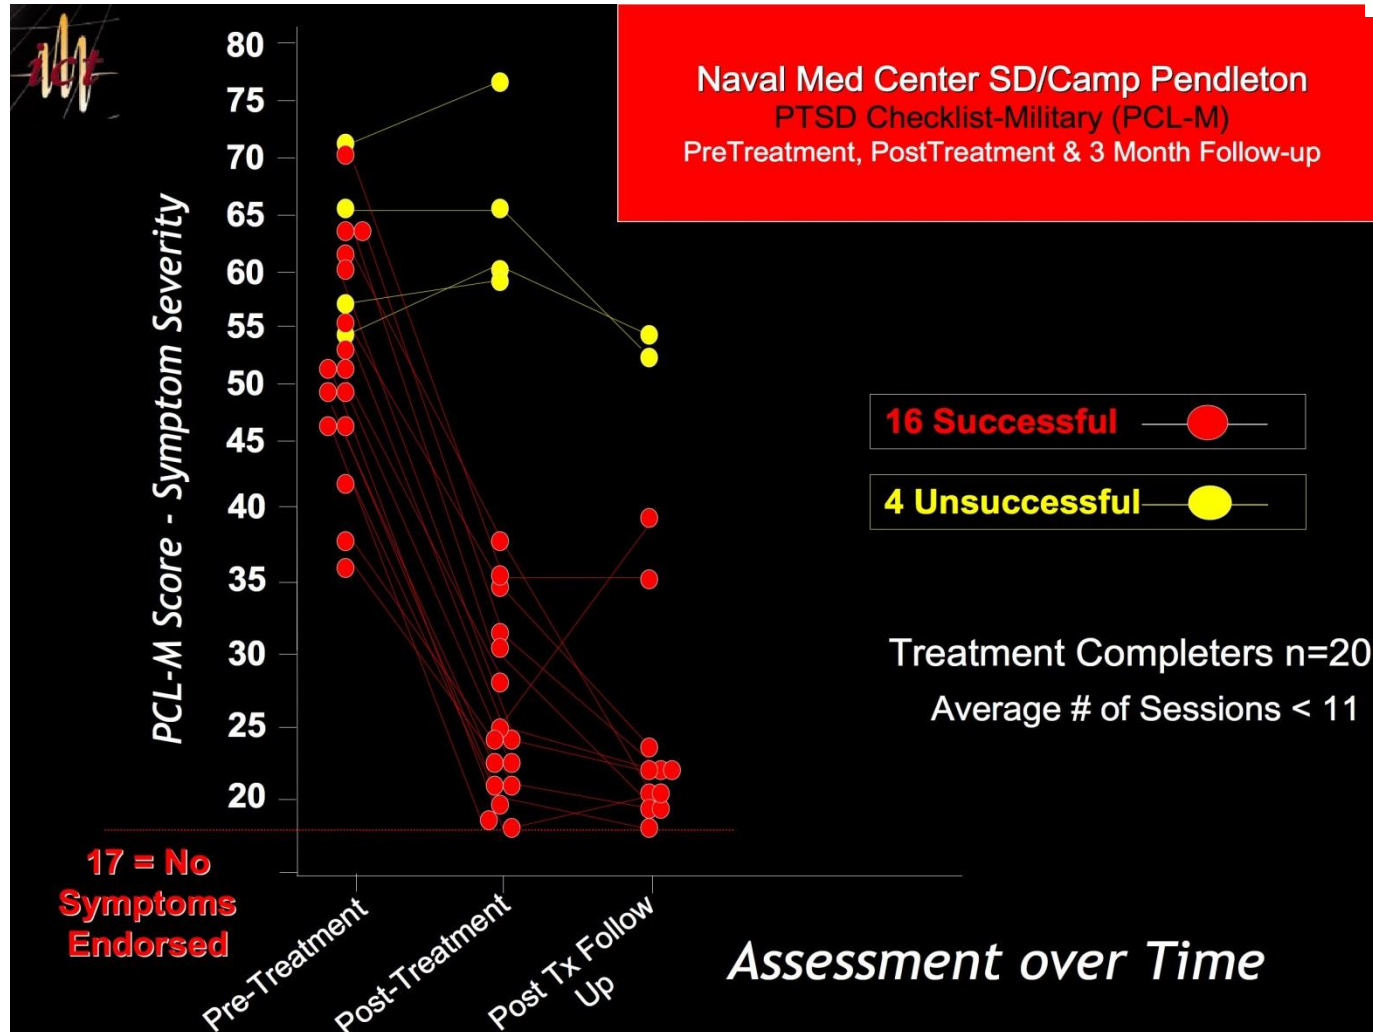 ict
Naval Med Center SD/Camp Pendleton
PTSD Checklist-Military (PCL-M)
PreTreatment, PostTreatment & 3 Month Follow-up
PCL-M Score - Symptom Severity
80
75
70
65
60
55
50
45
40
35
30
25
20
17 = No
Symptoms
Endorsed
16 Successful
4 Unsuccessful
Treatment Completers n=20
Average # of Sessions < 11
Pre-Treatment
Post-Treatment
Post Tx Follow
Up
Assessment over Time